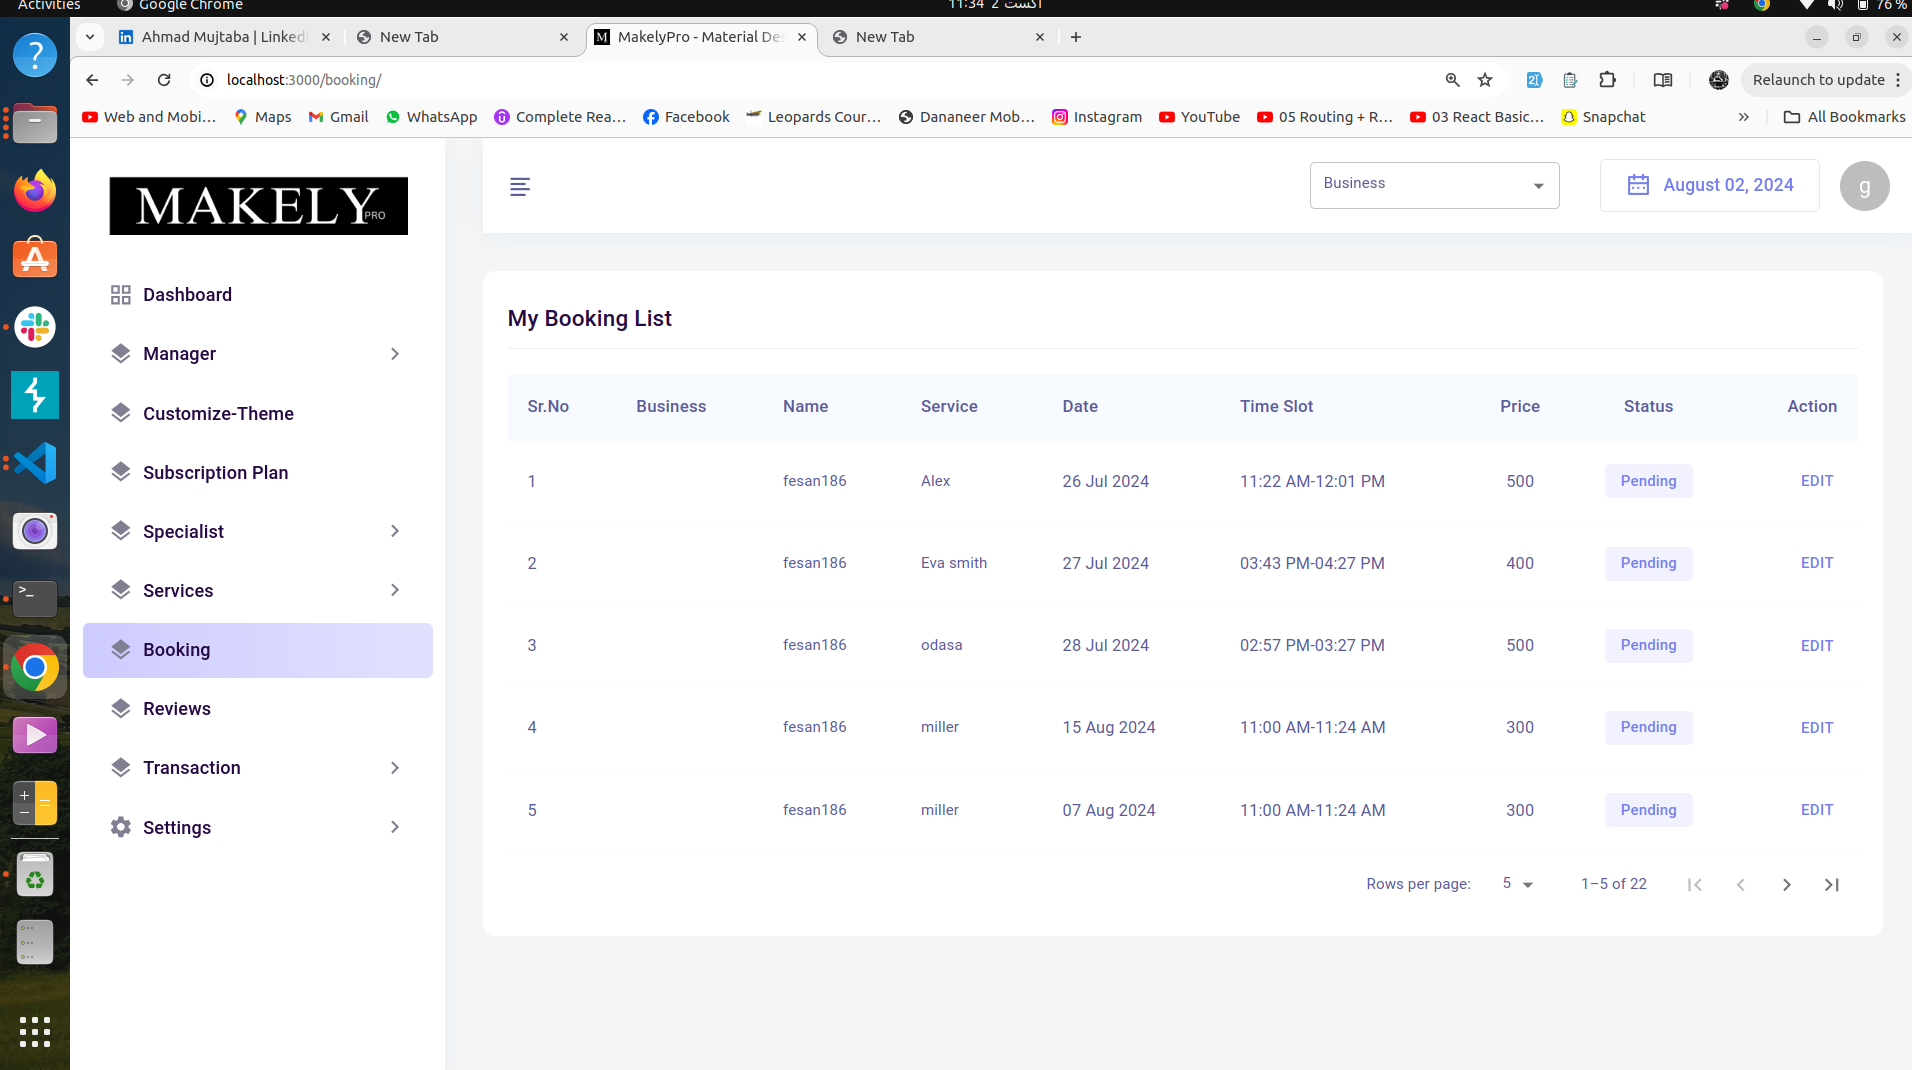 Activities
Google Chrome
11:34 2 اگست
76 %
Ahmad Mujtaba | Linked
New Tab
MakelyPro - Material Des
New Tab
localhost:3000/booking/
Relaunch to update
Web and Mobi...
Maps
Gmail
WhatsApp
Complete Rea...
Facebook
Leopards Cour...
Dananeer Mob...
Instagram
YouTube
05 Routing + R...
03 React Basic...
Snapchat
»
All Bookmarks
MAKELY PRO
Business
August 02, 2024
g
Dashboard
Manager
Customize-Theme
Subscription Plan
Specialist
Services
Booking
Reviews
Transaction
Settings
My Booking List
Sr.No Business Name Service Date Time Slot Price Status Action
1 fesan186 Alex 26 Jul 2024 11:22 AM-12:01 PM 500 Pending EDIT
2 fesan186 Eva smith 27 Jul 2024 03:43 PM-04:27 PM 400 Pending EDIT
3 fesan186 odasa 28 Jul 2024 02:57 PM-03:27 PM 500 Pending EDIT
4 fesan186 miller 15 Aug 2024 11:00 AM-11:24 AM 300 Pending EDIT
5 fesan186 miller 07 Aug 2024 11:00 AM-11:24 AM 300 Pending EDIT
Rows per page: 5 1–5 of 22